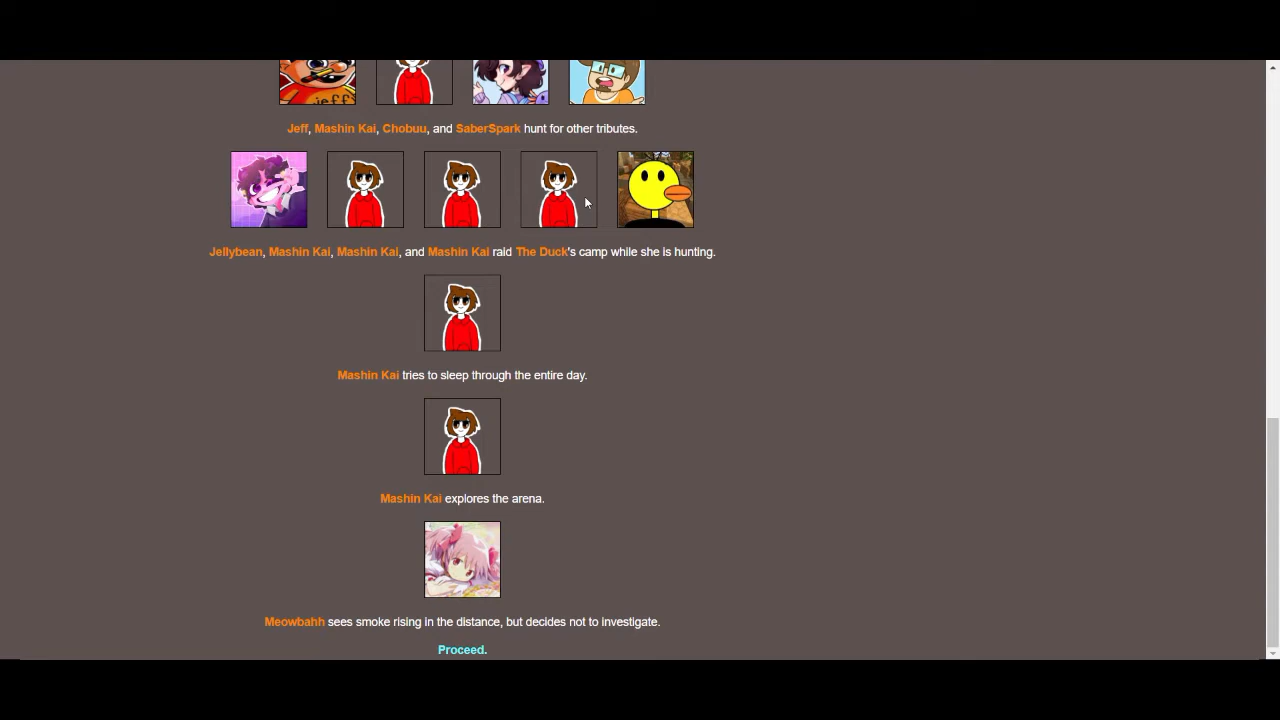 jeff
Jeff, Mashin Kai, Chobuu, and SaberSpark hunt for other tributes.
Jellybean, Mashin Kai, Mashin Kai, and Mashin Kai raid The Duck's camp while she is hunting.
Mashin Kai tries to sleep through the entire day.
Mashin Kai explores the arena.
Meowbahh sees smoke rising in the distance, but decides not to investigate.
Proceed.